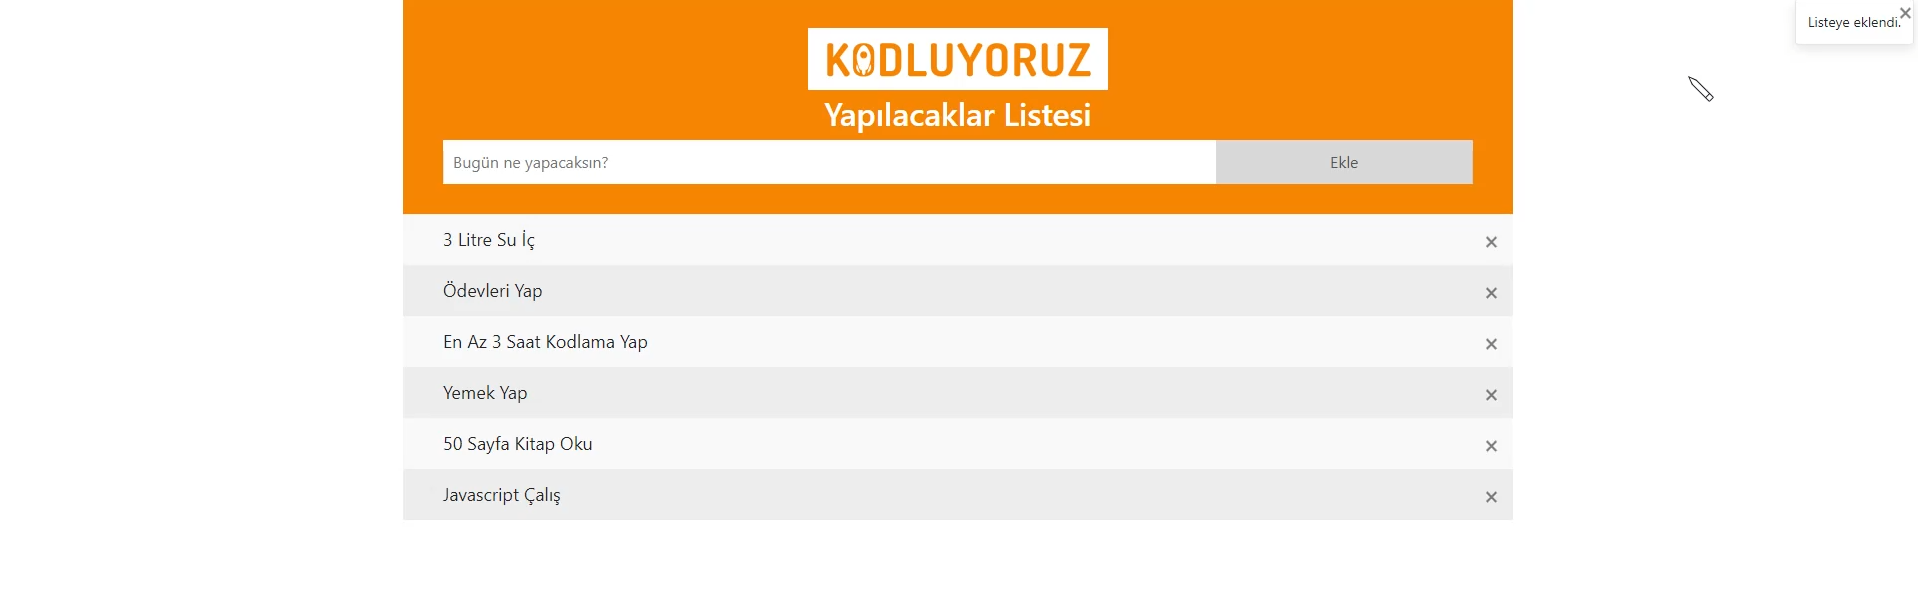 KODLUYORUZ
Listeye eklendi.
Yapılacaklar Listesi
Bugün ne yapacaksın?
Ekle
3 Litre Su İç
Ödevleri Yap
En Az 3 Saat Kodlama Yap
Yemek Yap
50 Sayfa Kitap Oku
Javascript Çalış